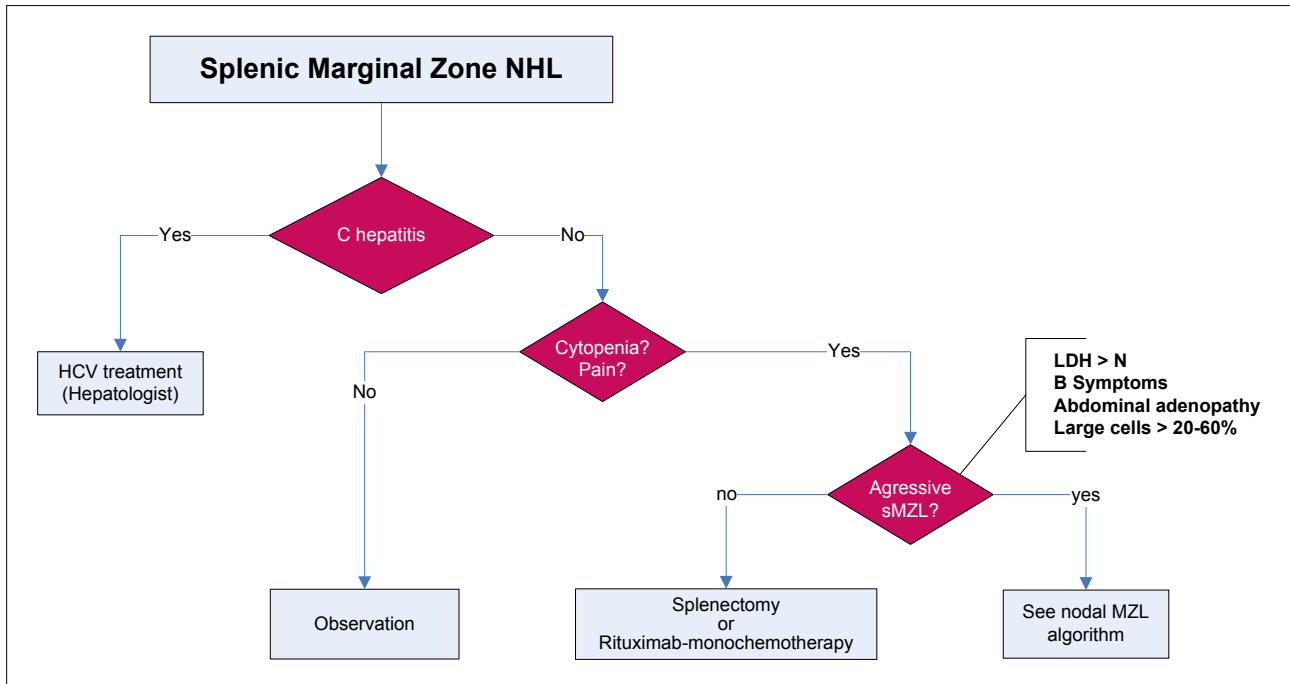 Splenic Marginal Zone NHL
C hepatitis
Yes
No
HCV treatment
(Hepatologist)
Cytopenia?
Pain?
No
Yes
LDH > N
B Symptoms
Abdominal adenopathy
Large cells > 20-60%
Agressive
sMZL?
no
yes
Observation
Splenectomy
or
Rituximab-monochemotherapy
See nodal MZL
algorithm